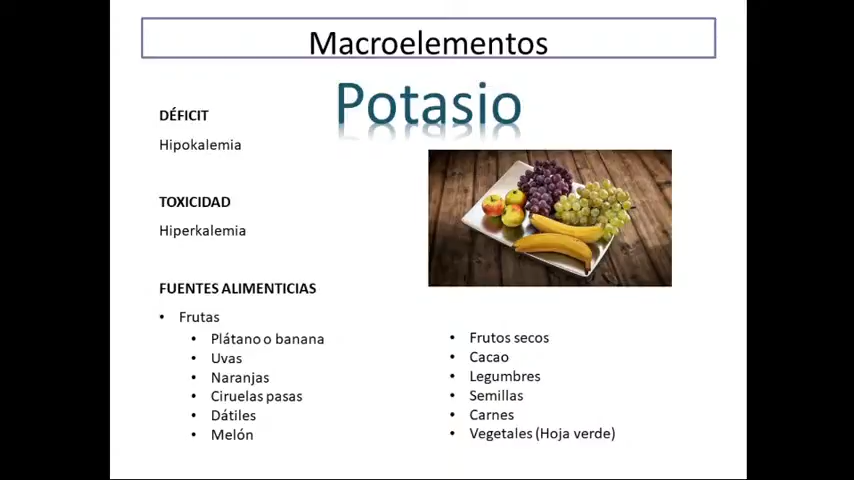 Macroelementos
Potasio
DÉFICIT
Hipokalemia
TOXICIDAD
Hiperkalemia
FUENTES ALIMENTICIAS
• Frutas
• Plátano o banana
• Uvas
• Naranjas
• Ciruelas pasas
• Dátiles
• Melón
• Frutos secos
• Cacao
• Legumbres
• Semillas
• Carnes
• Vegetales (Hoja verde)